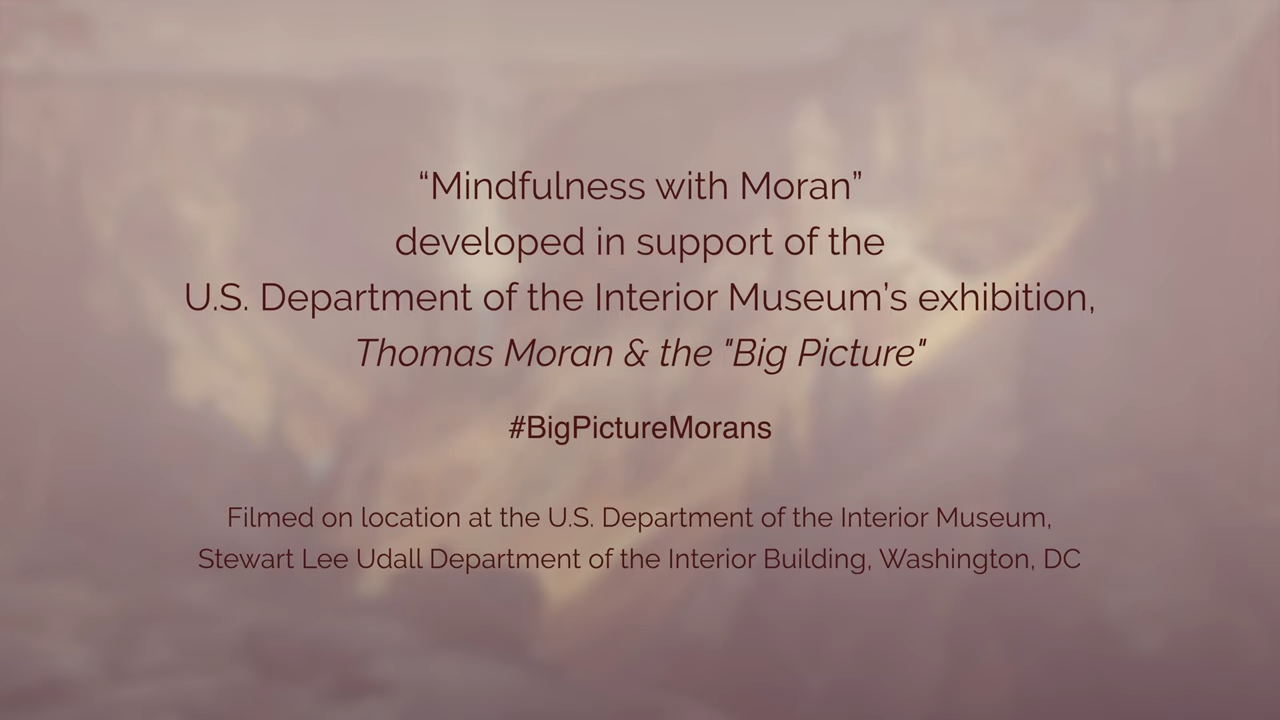 “Mindfulness with Moran”
developed in support of the
U.S. Department of the Interior Museum’s exhibition,
Thomas Moran & the "Big Picture"
#BigPictureMorans
Filmed on location at the U.S. Department of the Interior Museum,
Stewart Lee Udall Department of the Interior Building, Washington, DC